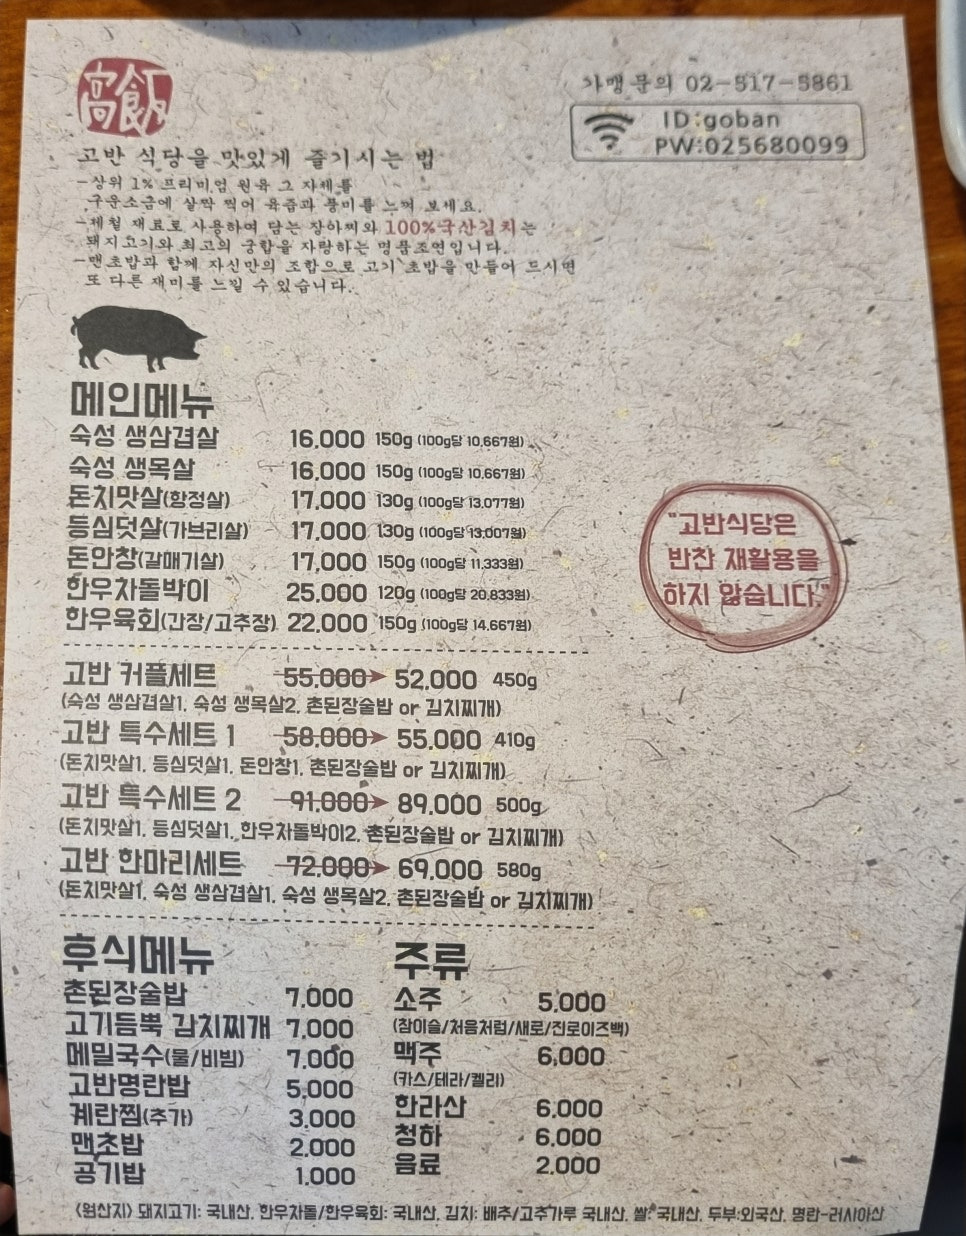 高飯
가맹 문의 02-517-5861
ID:goban
PW:025680099
고반 식당을 맛있게 즐기시는 법
-상위 1% 프리미엄 원육 그 자체를
구운소금에 살짝 찍어 육즙과 풍미를 느껴 보세요.
-제철 재료로 사용하여 담는 장아찌와 100%국산김치는
돼지고기와 최고의 궁합을 자랑하는 명품조연입니다.
-맨초밥과 함께 자신만의 조합으로 고기 초밥을 만들어 드시면
또 다른 재미를 느낄 수 있습니다.
메인메뉴
숙성 생삼겹살 16,000 150g (100g당 10,667원)
숙성 생목살 16,000 150g (100g당 10,667원)
돈치맛살(항정살) 17,000 130g (100g당 13,077원)
등심덧살(가브리살) 17,000 130g (100g당 13,007원)
돈안창(갈매기살) 17,000 150g (100g당 11,333원)
한우차돌박이 25,000 120g (100g당 20,833원)
한우육회(간장/고추장) 22,000 150g (100g당 14,667원)
"고반식당은
반찬 재활용을
하지 않습니다."
고반 커플세트 55,000 52,000 450g
(숙성 생삼겹살1, 숙성 생목살2, 촌된장술밥 or 김치찌개)
고반 특수세트 1 58,000 55,000 410g
(돈치맛살1, 등심덧살1, 돈안창1, 촌된장술밥 or 김치찌개)
고반 특수세트 2 91,000 89,000 500g
(돈치맛살1, 등심덧살1, 한우차돌박이2, 촌된장술밥 or 김치찌개)
고반 한마리세트 72,000 69,000 580g
(돈치맛살1, 숙성 생삼겹살1, 숙성 생목살2, 촌된장술밥 or 김치찌개)
후식메뉴
촌된장술밥 7,000
고기듬뿍 김치찌개 7,000
메밀국수(물/비빔) 7,000
고반명란밥 5,000
계란찜(추가) 3,000
맨초밥 2,000
공기밥 1,000
주류
소주 5,000
(참이슬/처음처럼/새로/진로이즈백)
맥주 6,000
(카스/테라/켈리)
한라산 6,000
청하 6,000
음료 2,000
〈원산지〉 돼지고기: 국내산, 한우차돌/한우육회: 국내산, 김치: 배추/고추가루 국내산, 쌀: 국내산, 두부:외국산, 명란-러시아산